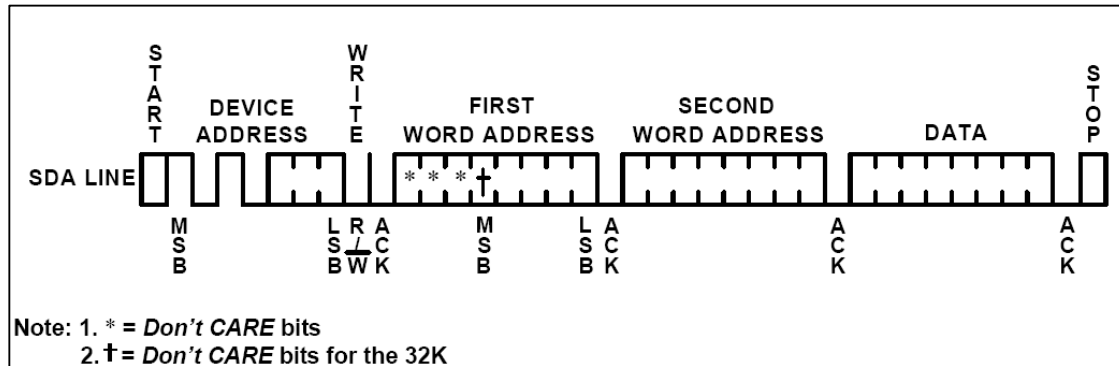 START
DEVICE
ADDRESS
WRITE
FIRST
WORD ADDRESS
SECOND
WORD ADDRESS
DATA
STOP
SDA LINE
* * * †
MSB
LSB
R/W
ACK
MSB
LSB
ACK
ACK
ACK
Note: 1. * = Don't CARE bits
2. † = Don't CARE bits for the 32K